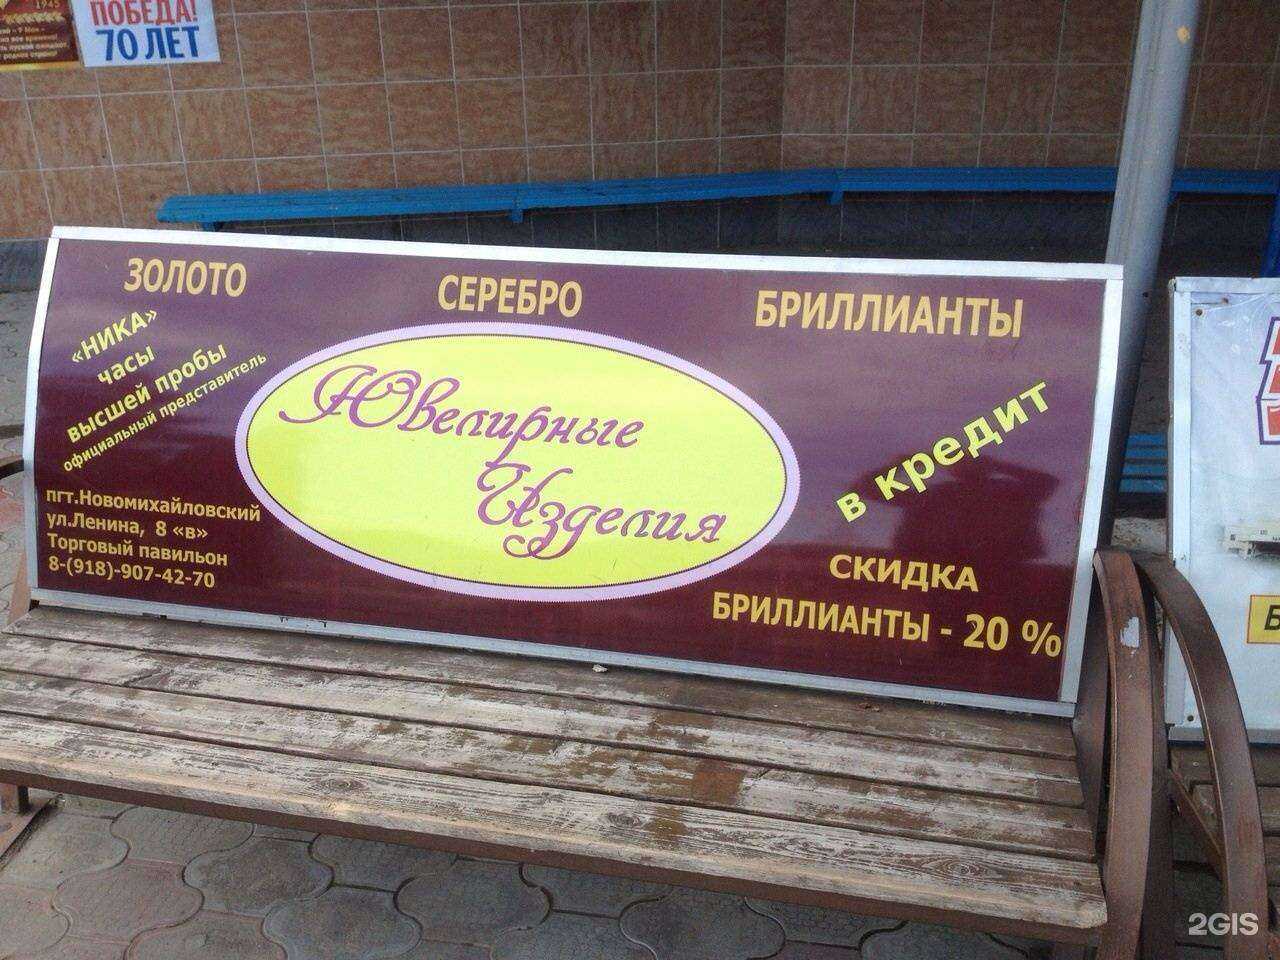 1945
ПОБЕДА!
70 ЛЕТ
ЗОЛОТО
СЕРЕБРО
БРИЛЛИАНТЫ
«НИКА»
часы
высшей пробы
официальный представитель
Ювелирные
Изделия
в кредит
пгт.Новомихайловский
ул.Ленина, 8 «в»
Торговый павильон
8-(918)-907-42-70
СКИДКА
БРИЛЛИАНТЫ - 20 %
2GIS